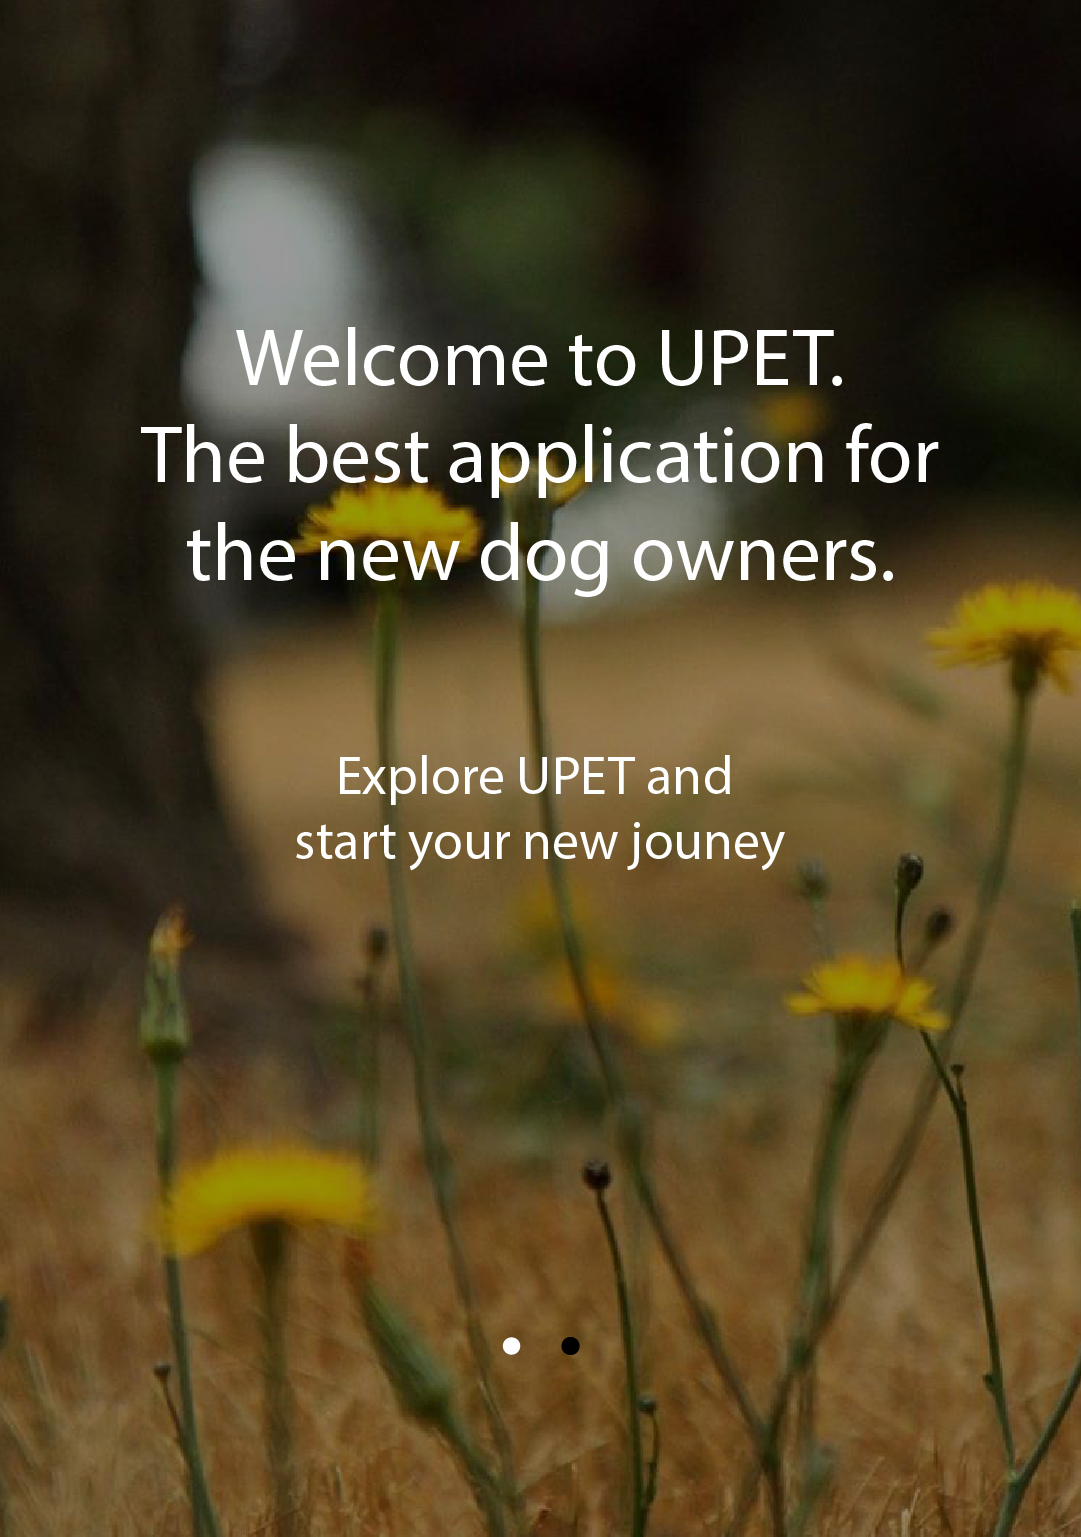 Welcome to UPET.
The best application for
the new dog owners.
Explore UPET and
start your new jouney